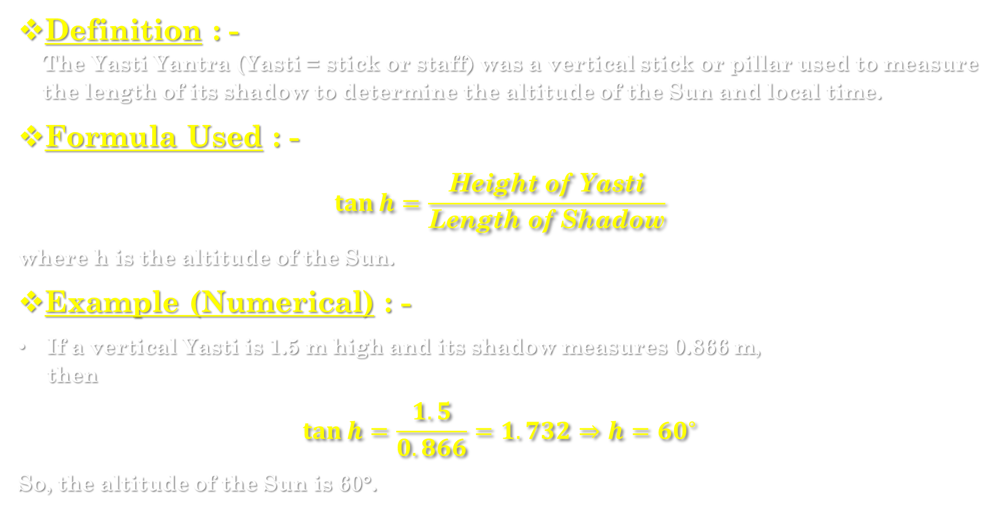 ❖Definition : -
The Yasti Yantra (Yasti = stick or staff) was a vertical stick or pillar used to measure
the length of its shadow to determine the altitude of the Sun and local time.
❖Formula Used : -
tan h = Height of Yasti / Length of Shadow
where h is the altitude of the Sun.
❖Example (Numerical) : -
• If a vertical Yasti is 1.5 m high and its shadow measures 0.866 m,
then
tan h = 1.5 / 0.866 = 1.732 ⇒ h = 60°
So, the altitude of the Sun is 60°.